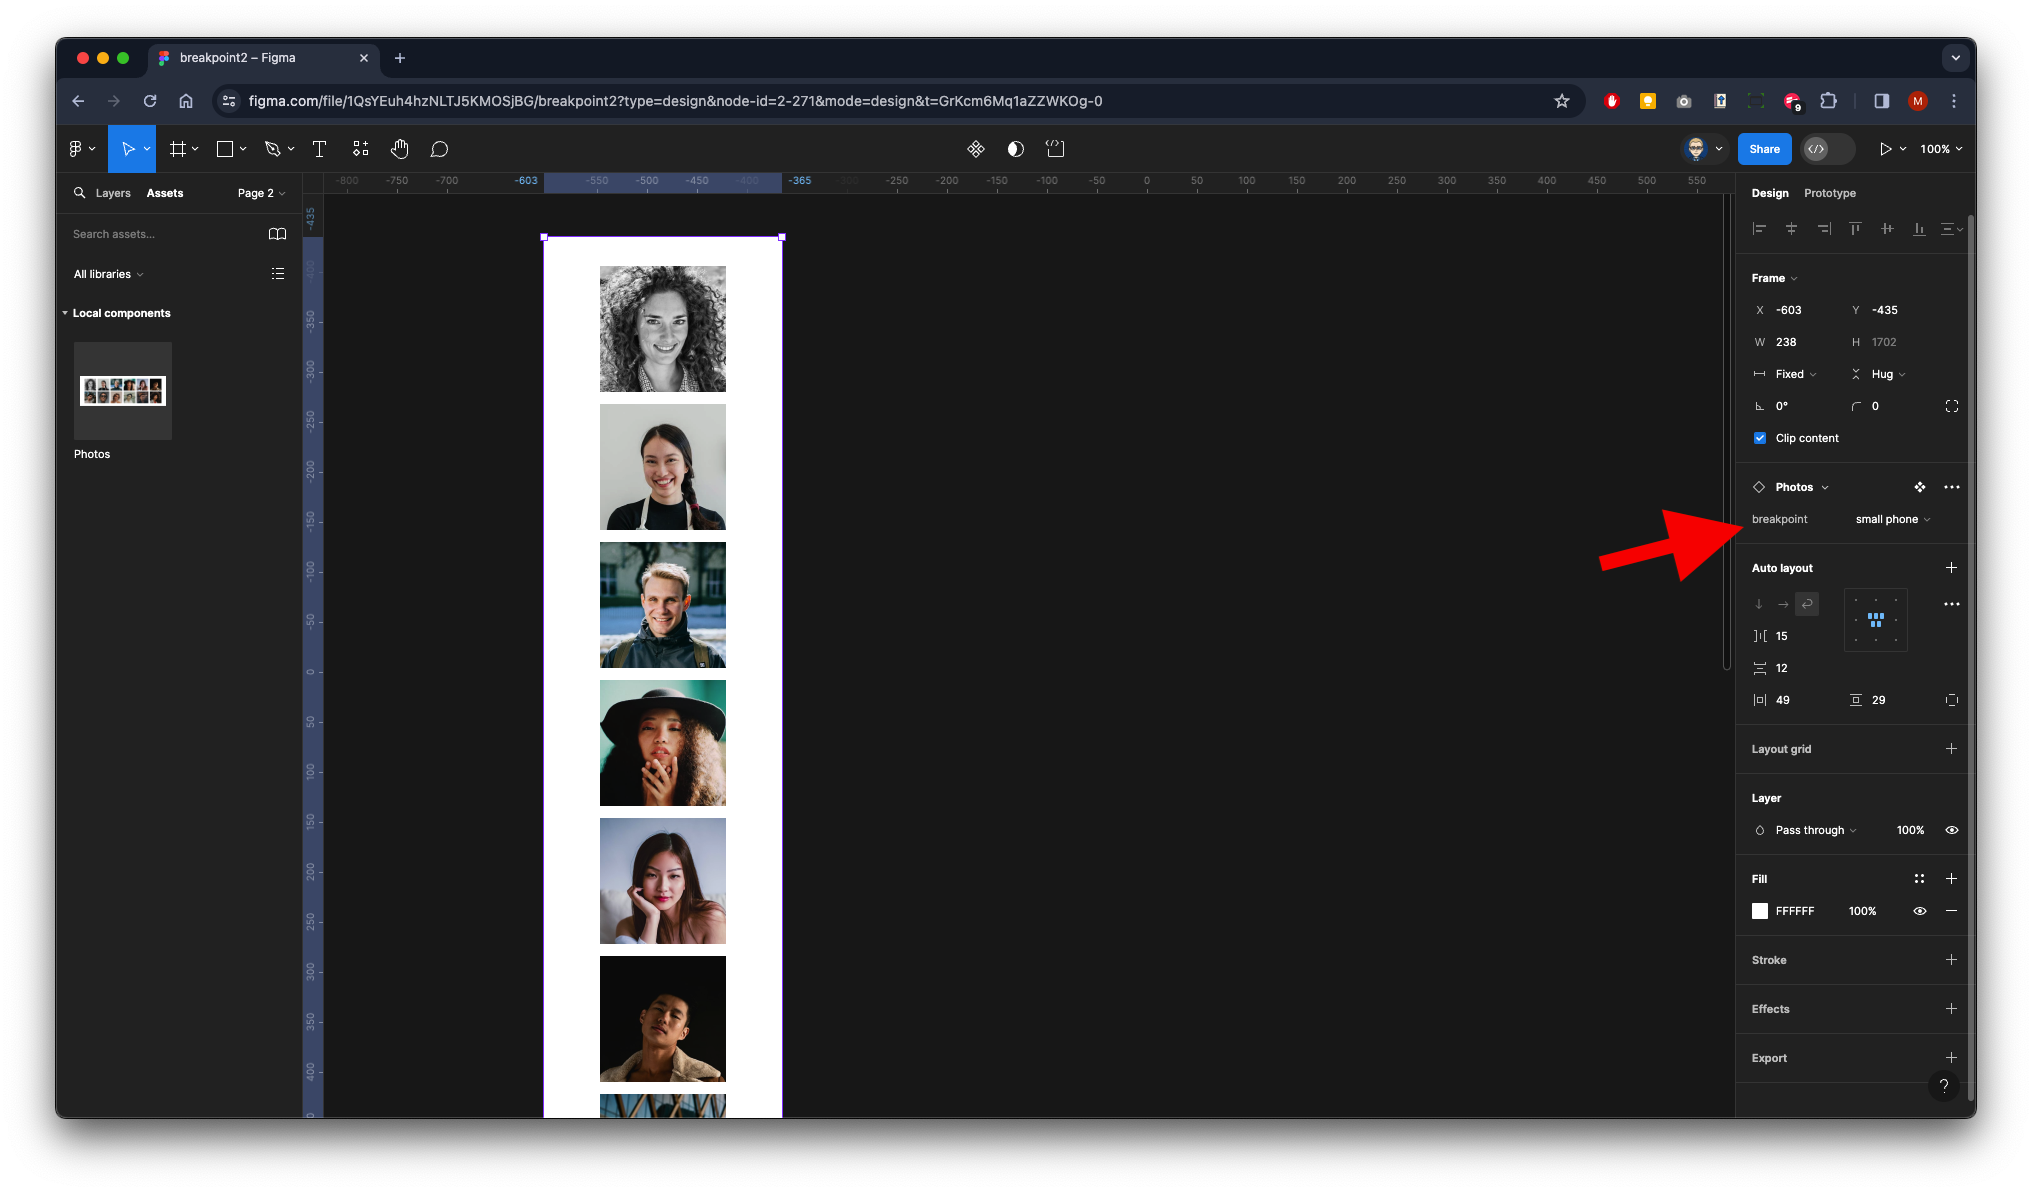 breakpoint2 – Figma
figma.com/file/1QsYEuh4hzNLTJ5KMOSjBG/breakpoint2?type=design&node-id=2-271&mode=design&t=GrKcm6Mq1aZZWKOg-0
9
M
Share
100%
Layers Assets Page 2
-800 -750 -700 -603 -550 -500 -450 -400 -365 -300 -250 -200 -150 -100 -50 0 50 100 150 200 250 300 350 400 450 500 550
Design Prototype
Search assets...
All libraries
Local components
Photos
-435
-400
-350
-300
-250
-200
-150
-100
-50
0
50
100
150
200
250
300
350
400
Frame
X -603 Y -435
W 238 H 1702
Fixed Hug
0° 0
Clip content
Photos
breakpoint small phone
Auto layout
15
12
49 29
Layout grid
Layer
Pass through 100%
Fill
FFFFFF 100%
Stroke
Effects
Export
?